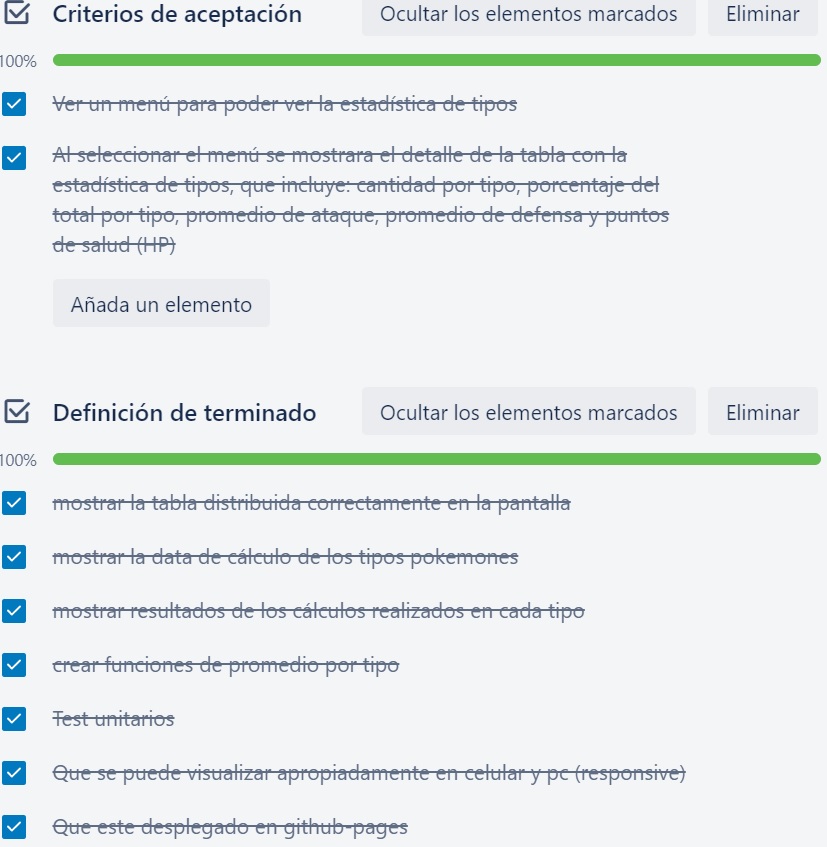 Criterios de aceptación Ocultar los elementos marcados Eliminar
100%
Ver un menú para poder ver la estadística de tipos
Al seleccionar el menú se mostrara el detalle de la tabla con la
estadística de tipos, que incluye: cantidad por tipo, porcentaje del
total por tipo, promedio de ataque, promedio de defensa y puntos
de salud (HP)
Añada un elemento
Definición de terminado Ocultar los elementos marcados Eliminar
100%
mostrar la tabla distribuida correctamente en la pantalla
mostrar la data de cálculo de los tipos pokemones
mostrar resultados de los cálculos realizados en cada tipo
crear funciones de promedio por tipo
Test unitarios
Que se puede visualizar apropiadamente en celular y pc (responsive)
Que este desplegado en github-pages